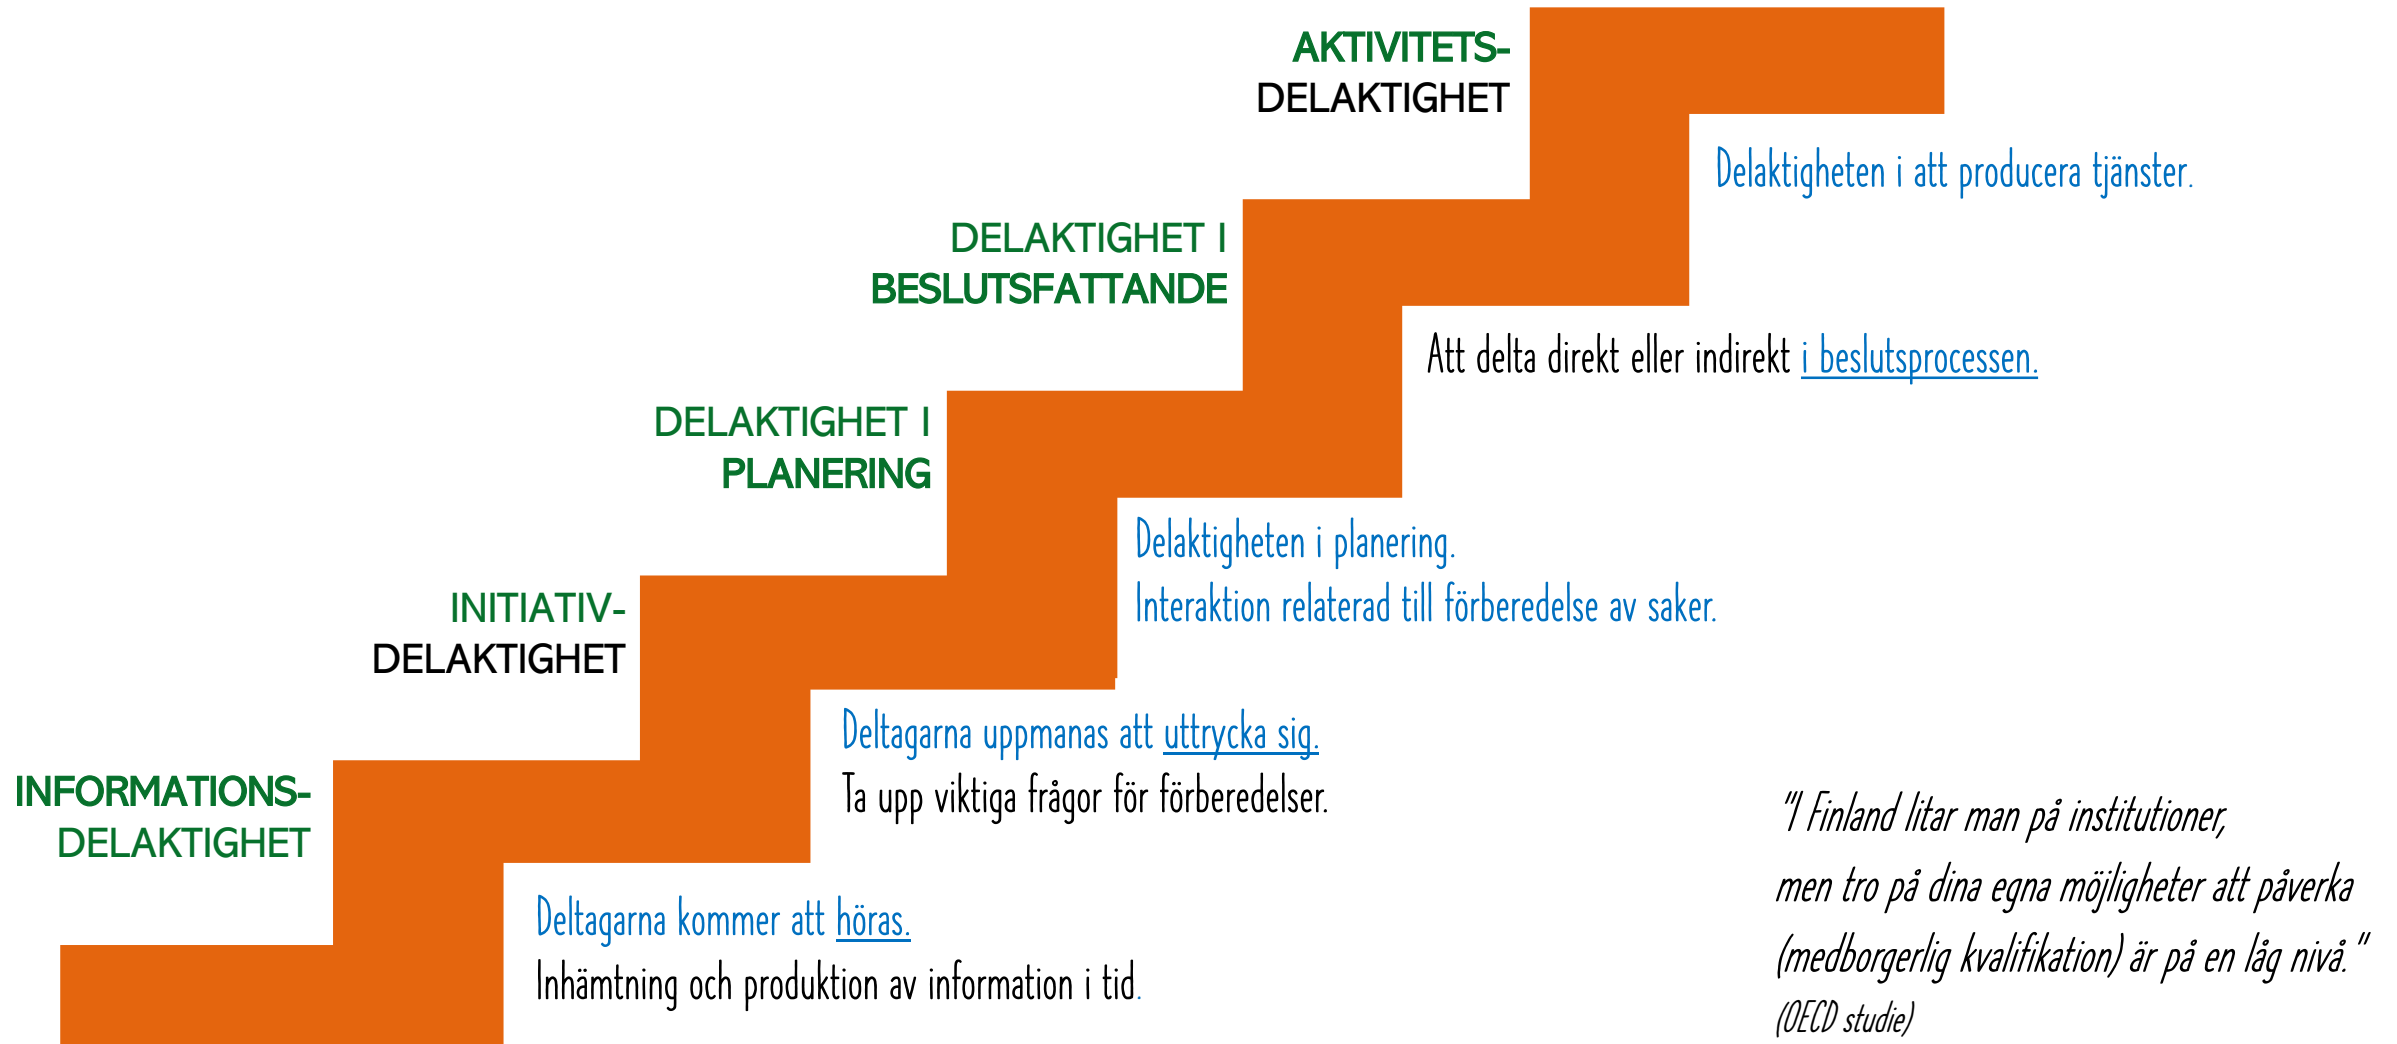 AKTIVITETS-
DELAKTIGHET
Delaktigheten i att producera tjänster.
DELAKTIGHET I
BESLUTSFATTANDE
Att delta direkt eller indirekt i beslutsprocessen.
DELAKTIGHET I
PLANERING
Delaktigheten i planering.
Interaktion relaterad till förberedelse av saker.
INITIATIV-
DELAKTIGHET
Deltagarna uppmanas att uttrycka sig.
Ta upp viktiga frågor för förberedelser.
INFORMATIONS-
DELAKTIGHET
Deltagarna kommer att höras.
Inhämtning och produktion av information i tid.
"I Finland litar man på institutioner,
men tro på dina egna möjligheter att påverka
(medborgerlig kvalifikation) är på en låg nivå."
(OECD studie)